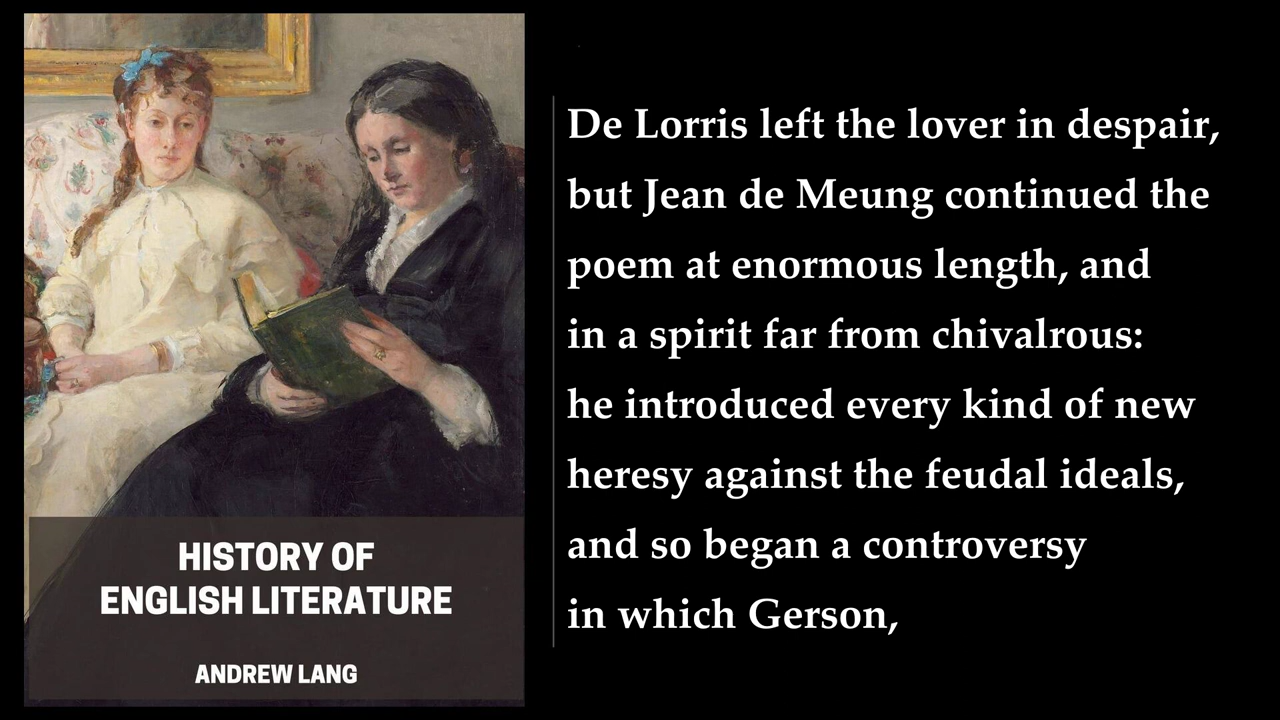 HISTORY OF
ENGLISH LITERATURE
ANDREW LANG
De Lorris left the lover in despair,
but Jean de Meung continued the
poem at enormous length, and
in a spirit far from chivalrous:
he introduced every kind of new
heresy against the feudal ideals,
and so began a controversy
in which Gerson,